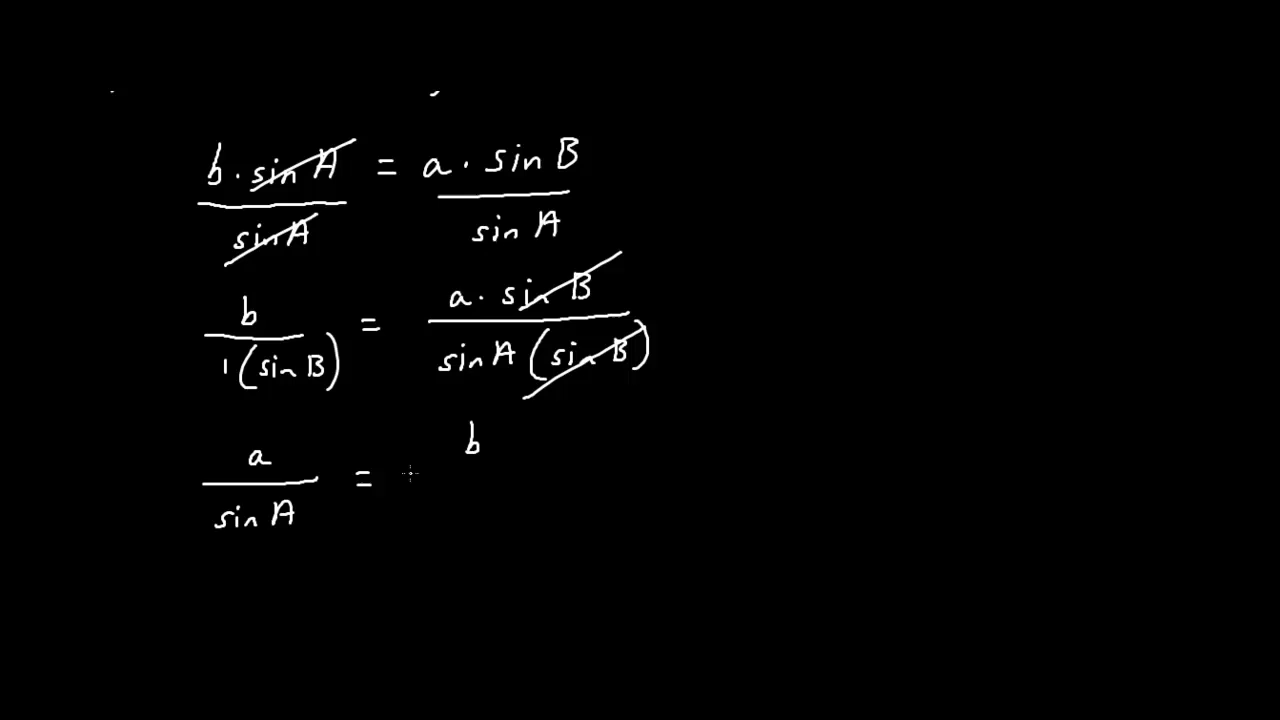 b · sin A = a · sin B
sin A sin A
b = a · sin B
1 (sin B) sin A (sin B)
a = b
sin A